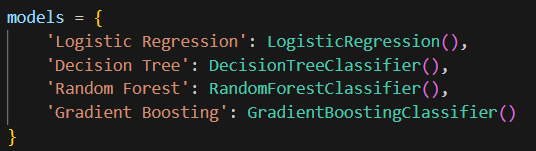 models = {
    'Logistic Regression': LogisticRegression(),
    'Decision Tree': DecisionTreeClassifier(),
    'Random Forest': RandomForestClassifier(),
    'Gradient Boosting': GradientBoostingClassifier()
}